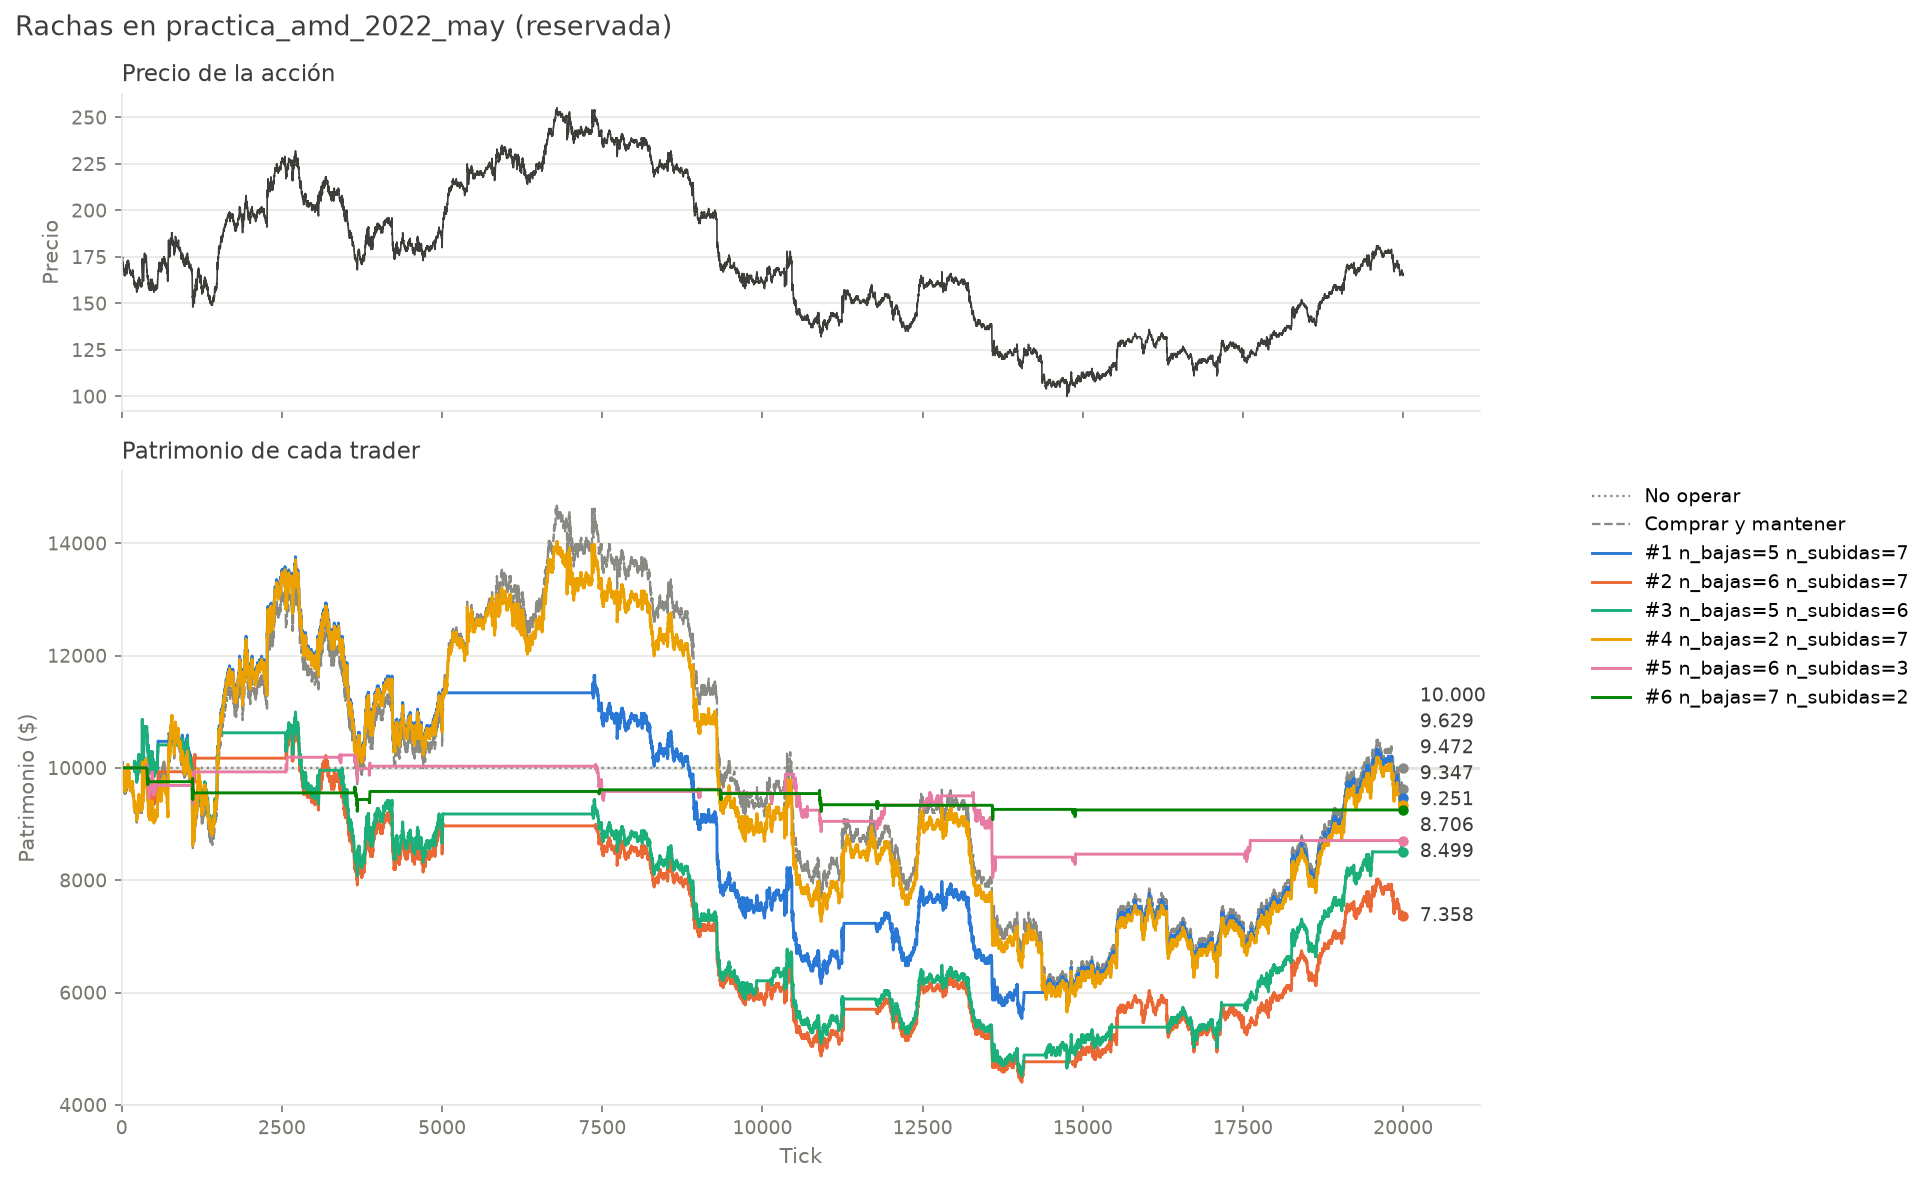 Rachas en practica_amd_2022_may (reservada)
Precio de la acción
250
225
200
175
150
125
100
Precio
Patrimonio de cada trader
14000
12000
10000
8000
6000
4000
Patrimonio ($)
0
2500
5000
7500
10000
12500
15000
17500
20000
Tick
10.000
9.629
9.472
9.347
9.251
8.706
8.499
7.358
No operar
Comprar y mantener
#1 n_bajas=5 n_subidas=7
#2 n_bajas=6 n_subidas=7
#3 n_bajas=5 n_subidas=6
#4 n_bajas=2 n_subidas=7
#5 n_bajas=6 n_subidas=3
#6 n_bajas=7 n_subidas=2